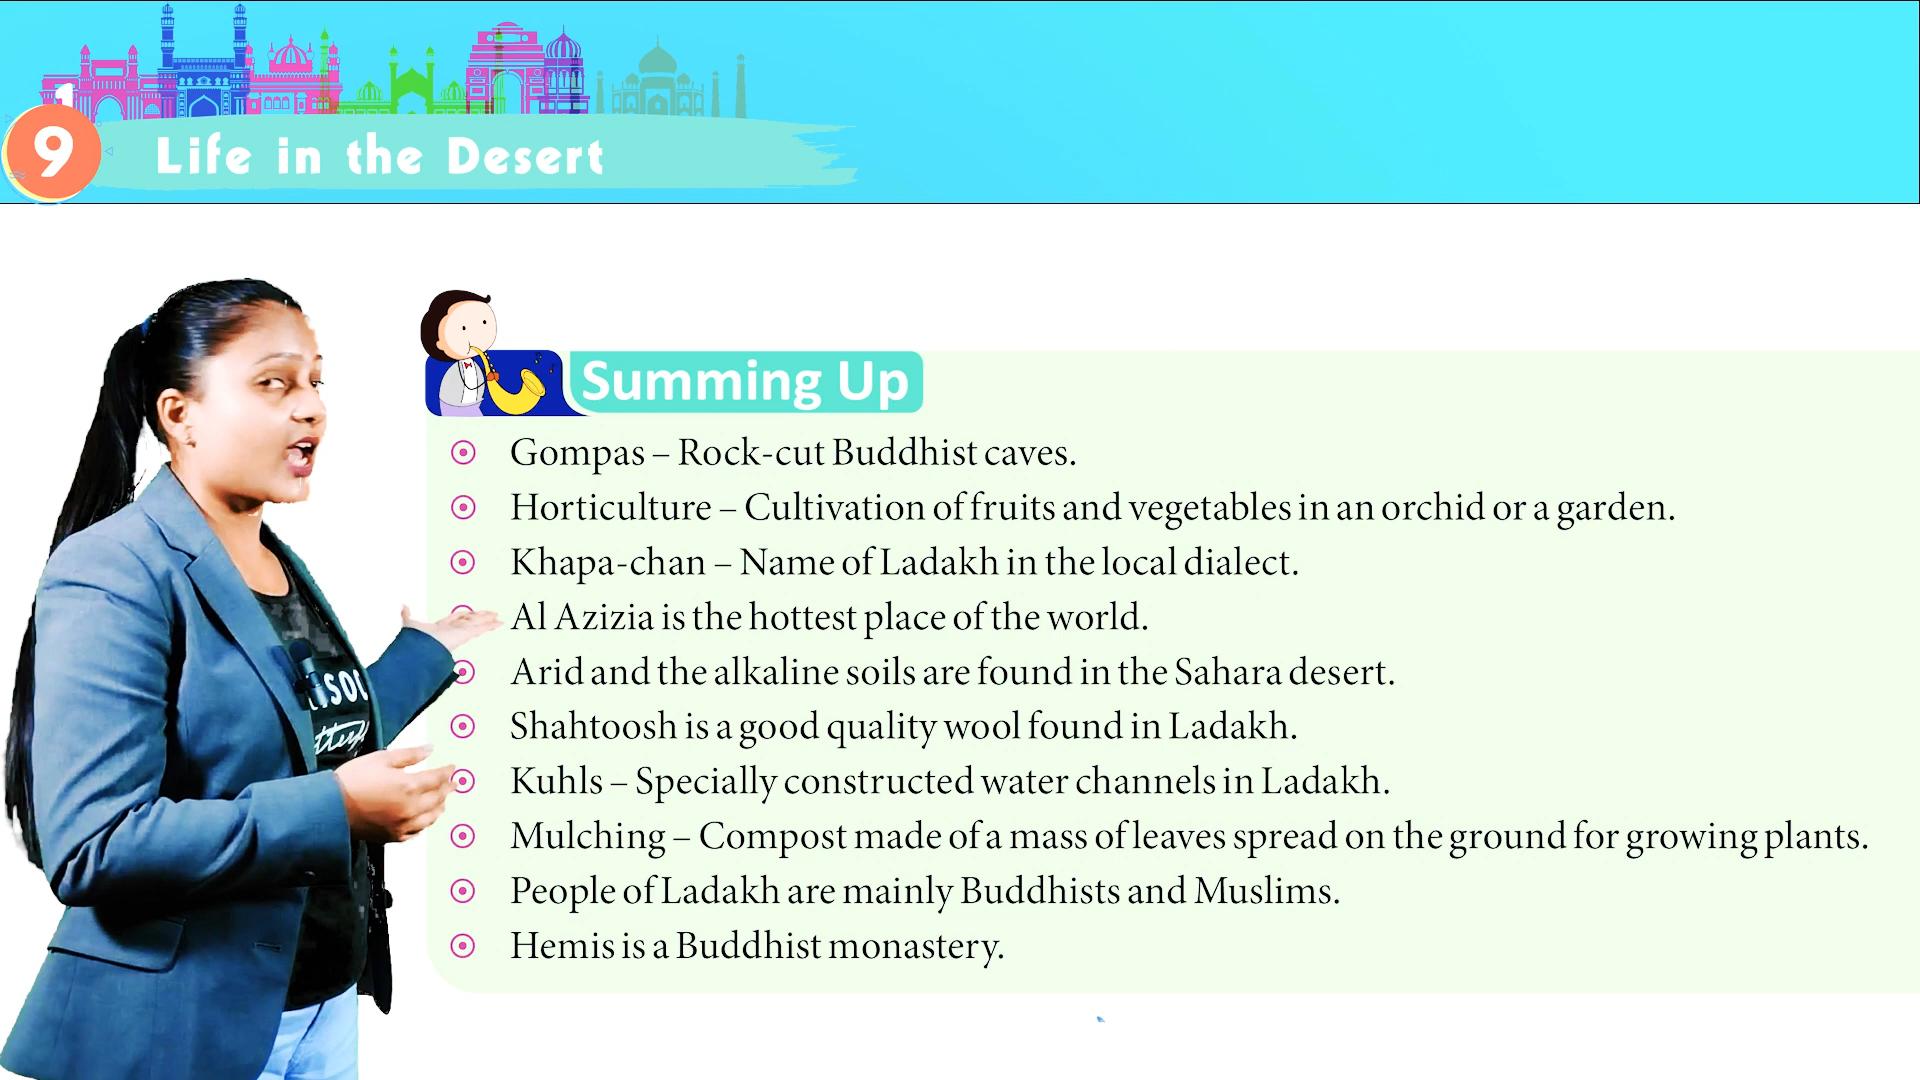 9 Life in the Desert
Summing Up
Gompas – Rock-cut Buddhist caves.
Horticulture – Cultivation of fruits and vegetables in an orchid or a garden.
Khapa-chan – Name of Ladakh in the local dialect.
Al Azizia is the hottest place of the world.
Arid and the alkaline soils are found in the Sahara desert.
Shahtoosh is a good quality wool found in Ladakh.
Kuhls – Specially constructed water channels in Ladakh.
Mulching – Compost made of a mass of leaves spread on the ground for growing plants.
People of Ladakh are mainly Buddhists and Muslims.
Hemis is a Buddhist monastery.